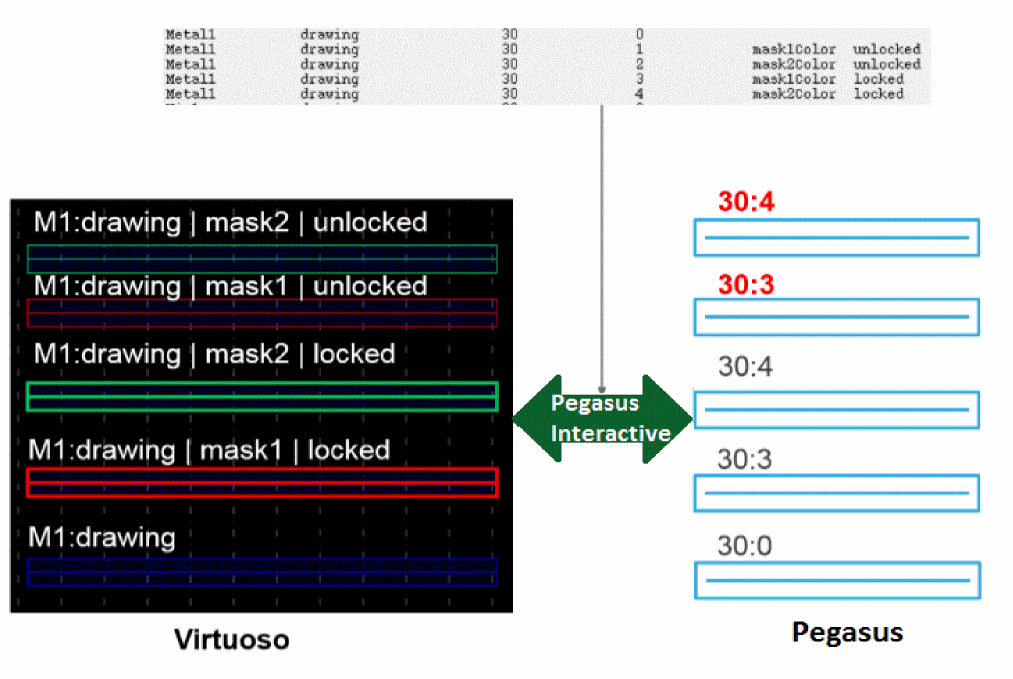 Metal1 drawing 30 0
Metal1 drawing 30 1 mask1Color unlocked
Metal1 drawing 30 2 mask2Color unlocked
Metal1 drawing 30 3 mask1Color locked
Metal1 drawing 30 4 mask2Color locked
M1:drawing | mask2 | unlocked
M1:drawing | mask1 | unlocked
M1:drawing | mask2 | locked
M1:drawing | mask1 | locked
M1:drawing
Virtuoso
Pegasus
Interactive
30:4
30:3
30:4
30:3
30:0
Pegasus